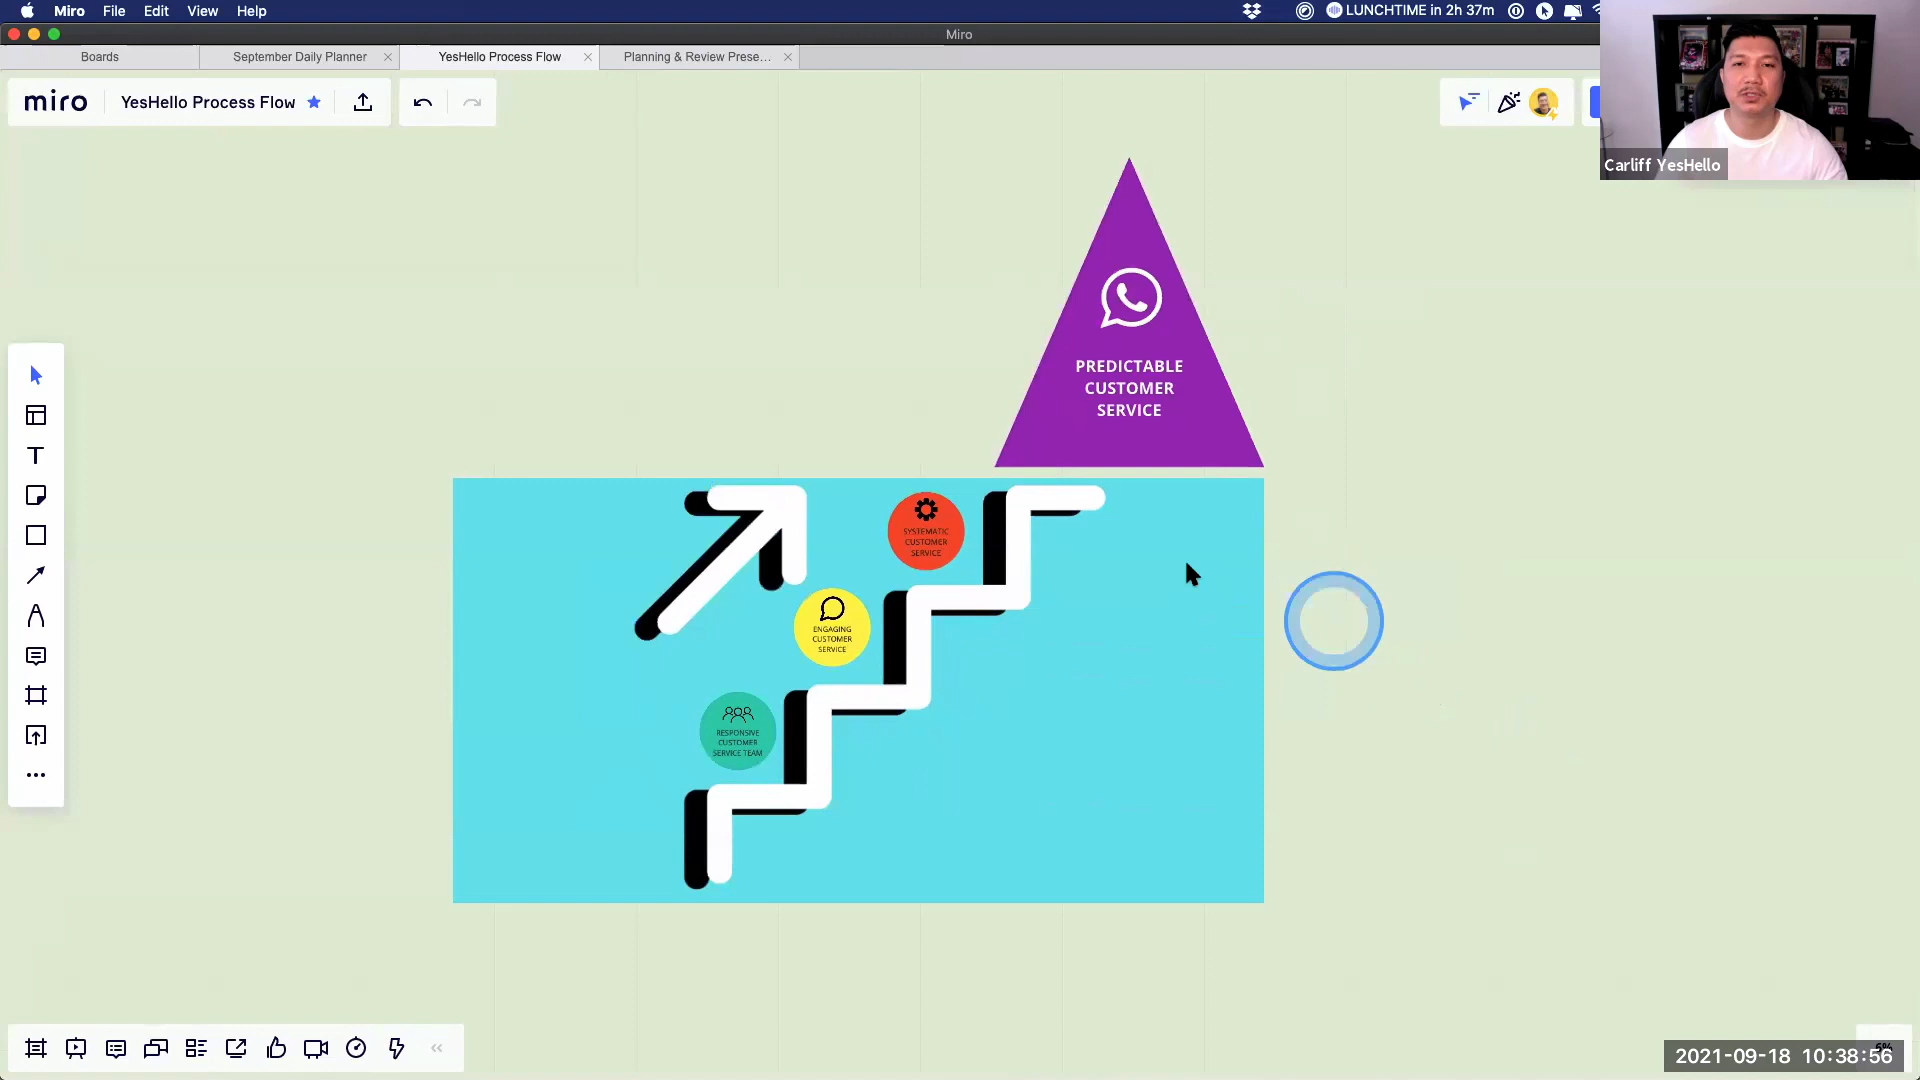 Miro File Edit View Help
LUNCHTIME in 2h 37m
Miro
Boards
September Daily Planner
YesHello Process Flow
Planning & Review Prese...
miro
YesHello Process Flow
Carliff YesHello
PREDICTABLE
CUSTOMER
SERVICE
SYSTEMATIC
CUSTOMER
SERVICE
ENGAGING
CUSTOMER
SERVICE
RESPONSIVE
CUSTOMER
SERVICE TEAM
2021-09-18 10:38:56